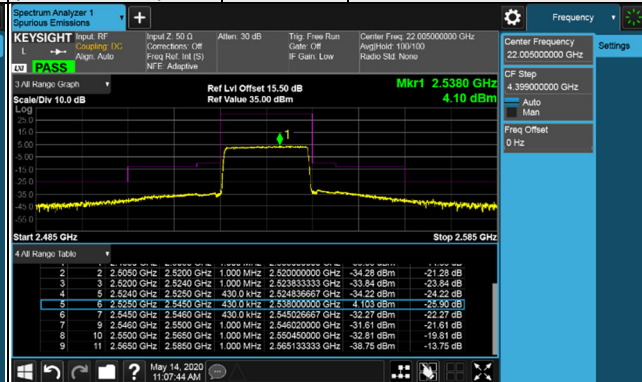 Spectrum Analyzer 1
Spurious Emissions
Frequency
KEYSIGHT Input: RF Input Z: 50 Ω Atten: 30 dB Trig: Free Run Center Freq: 22.005000000 GHz
L Coupling: DC Corrections: Off Gate: Off Avg|Hold: 100/100
Align: Auto Freq Ref: Int (S) IF Gain: Low Radio Std: None
NFE: Adaptive
LXI PASS
Center Frequency
22.005000000 GHz
Settings
CF Step
4.399000000 GHz
Auto
Man
Freq Offset
0 Hz
3 All Range Graph
Ref Lvl Offset 15.50 dB
Mkr1 2.5380 GHz
Scale/Div 10.0 dB
Ref Value 35.00 dBm
4.10 dBm
Log
25.0
15.0
5.00
-5.00
-15.0
-25.0
-35.0
-45.0
-55.0
1
Start 2.485 GHz
Stop 2.585 GHz
4 All Range Table
2 2 2.5050 GHz 2.5200 GHz 1.000 MHz 2.520000000 GHz -34.28 dBm -21.28 dB
3 3 2.5200 GHz 2.5240 GHz 1.000 MHz 2.523833333 GHz -33.84 dBm -23.84 dB
4 5 2.5240 GHz 2.5250 GHz 430.0 kHz 2.524836667 GHz -34.22 dBm -24.22 dB
5 6 2.5250 GHz 2.5450 GHz 430.0 kHz 2.538000000 GHz 4.103 dBm -25.90 dB
6 7 2.5450 GHz 2.5460 GHz 430.0 kHz 2.545026667 GHz -32.27 dBm -22.27 dB
7 9 2.5460 GHz 2.5500 GHz 1.000 MHz 2.546020000 GHz -31.61 dBm -21.61 dB
8 10 2.5500 GHz 2.5650 GHz 1.000 MHz 2.550450000 GHz -32.81 dBm -19.81 dB
9 11 2.5650 GHz 2.5850 GHz 1.000 MHz 2.565133333 GHz -38.75 dBm -13.75 dB
May 14, 2020
11:07:44 AM